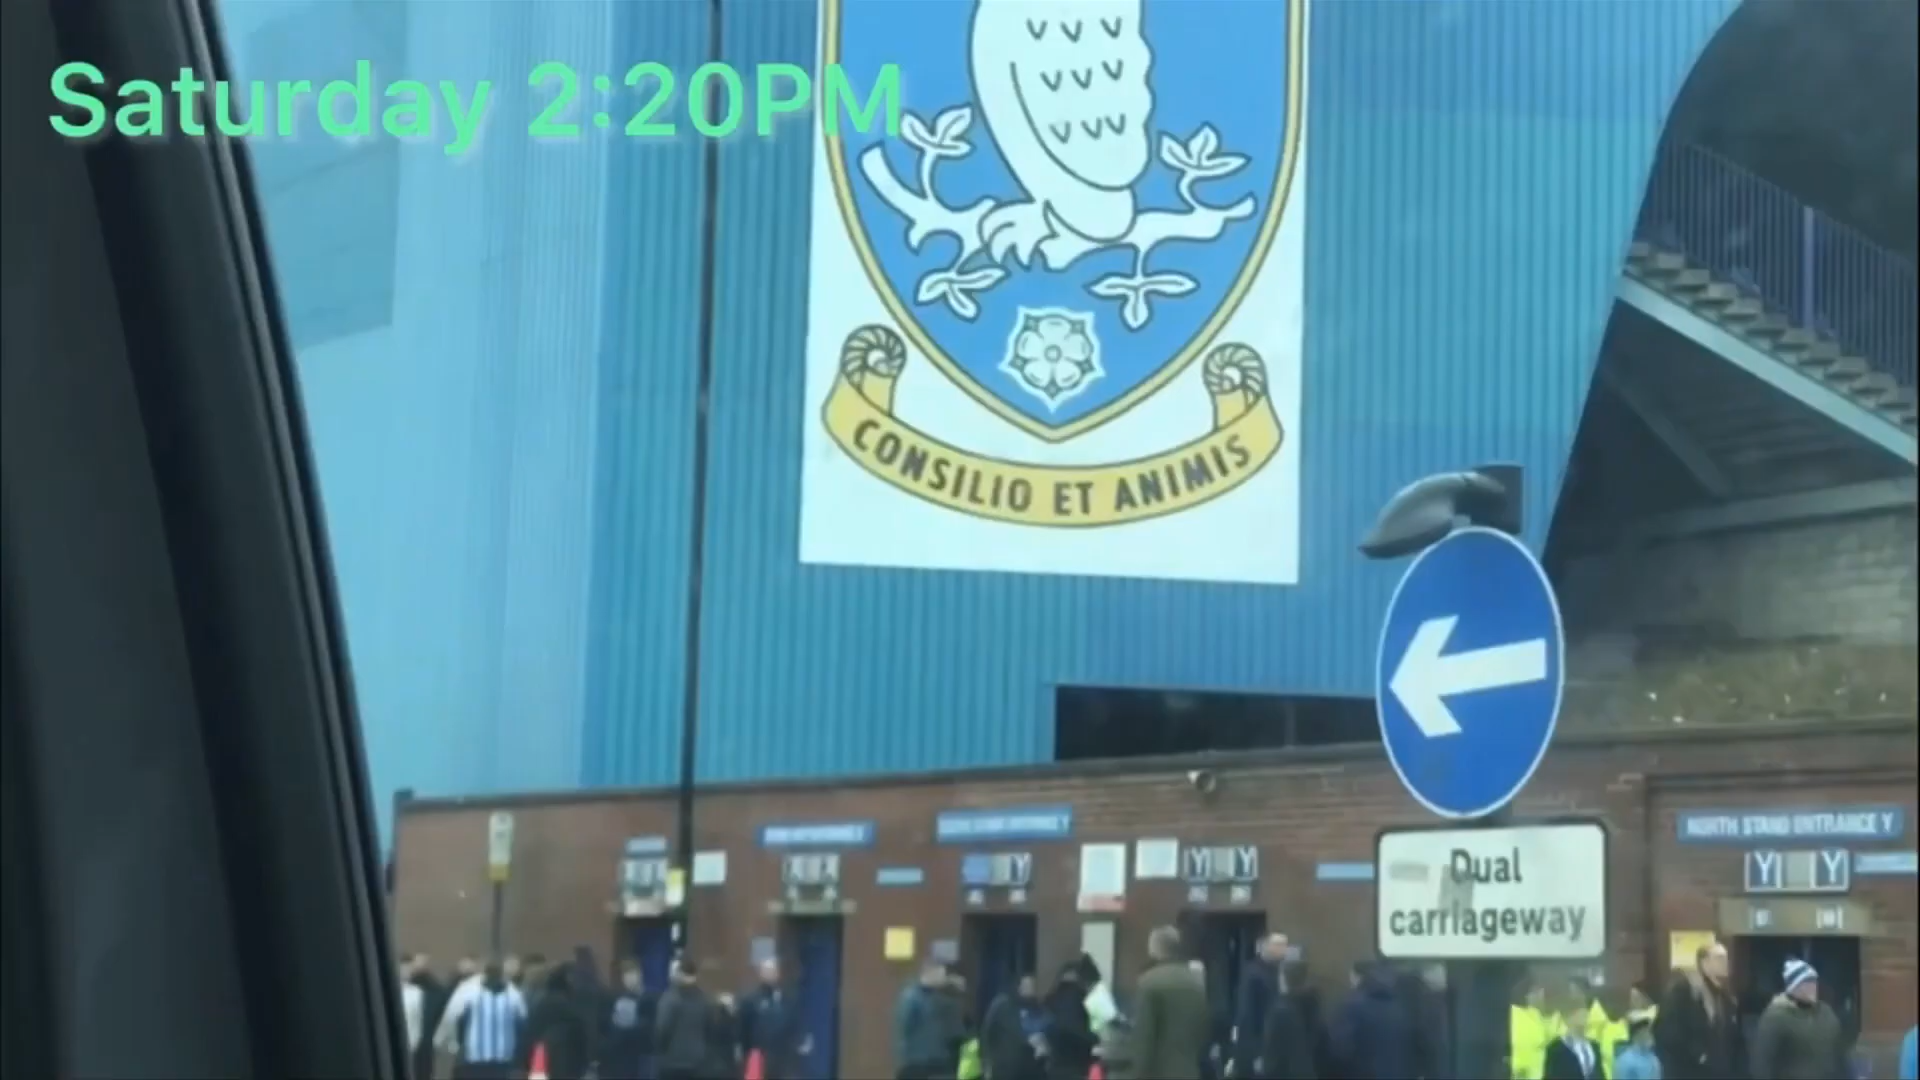 Saturday 2:20PM
CONSILIO ET ANIMIS
Dual
carriageway
NORTH STAND ENTRANCE Y
Y Y
Y
Y Y